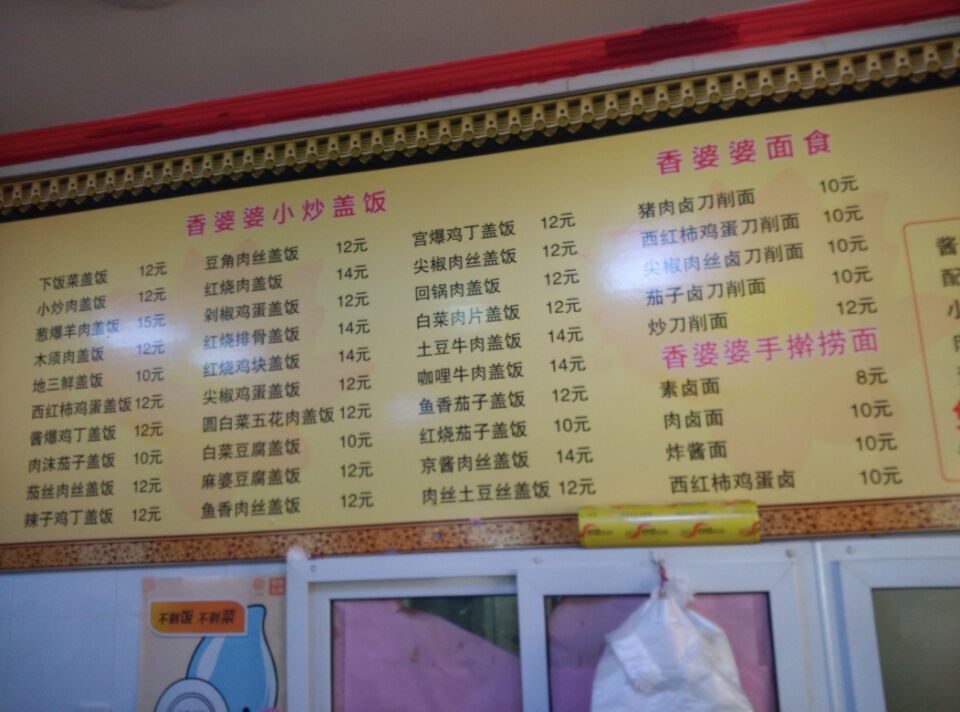 香婆婆小炒盖饭
下饭菜盖饭 12元
小炒肉盖饭 12元
葱爆羊肉盖饭 15元
木须肉盖饭 12元
地三鲜盖饭 10元
西红柿鸡蛋盖饭 12元
酱爆鸡丁盖饭 12元
肉沫茄子盖饭 10元
茄丝肉丝盖饭 12元
辣子鸡丁盖饭 12元
豆角肉丝盖饭 12元
红烧肉盖饭 14元
剁椒鸡蛋盖饭 12元
红烧排骨盖饭 14元
红烧鸡块盖饭 14元
尖椒鸡蛋盖饭 12元
圆白菜五花肉盖饭 12元
白菜豆腐盖饭 10元
麻婆豆腐盖饭 12元
鱼香肉丝盖饭 12元
宫爆鸡丁盖饭 12元
尖椒肉丝盖饭 12元
回锅肉盖饭 12元
白菜肉片盖饭 12元
土豆牛肉盖饭 14元
咖哩牛肉盖饭 14元
鱼香茄子盖饭 12元
红烧茄子盖饭 10元
京酱肉丝盖饭 14元
肉丝土豆丝盖饭 12元
香婆婆面食
猪肉卤刀削面 10元
西红柿鸡蛋刀削面 10元
尖椒肉丝卤刀削面 10元
茄子卤刀削面 10元
炒刀削面 12元
香婆婆手擀捞面
素卤面 8元
肉卤面 10元
炸酱面 10元
西红柿鸡蛋卤 10元
酱
配
小
不剩饭 不剩菜